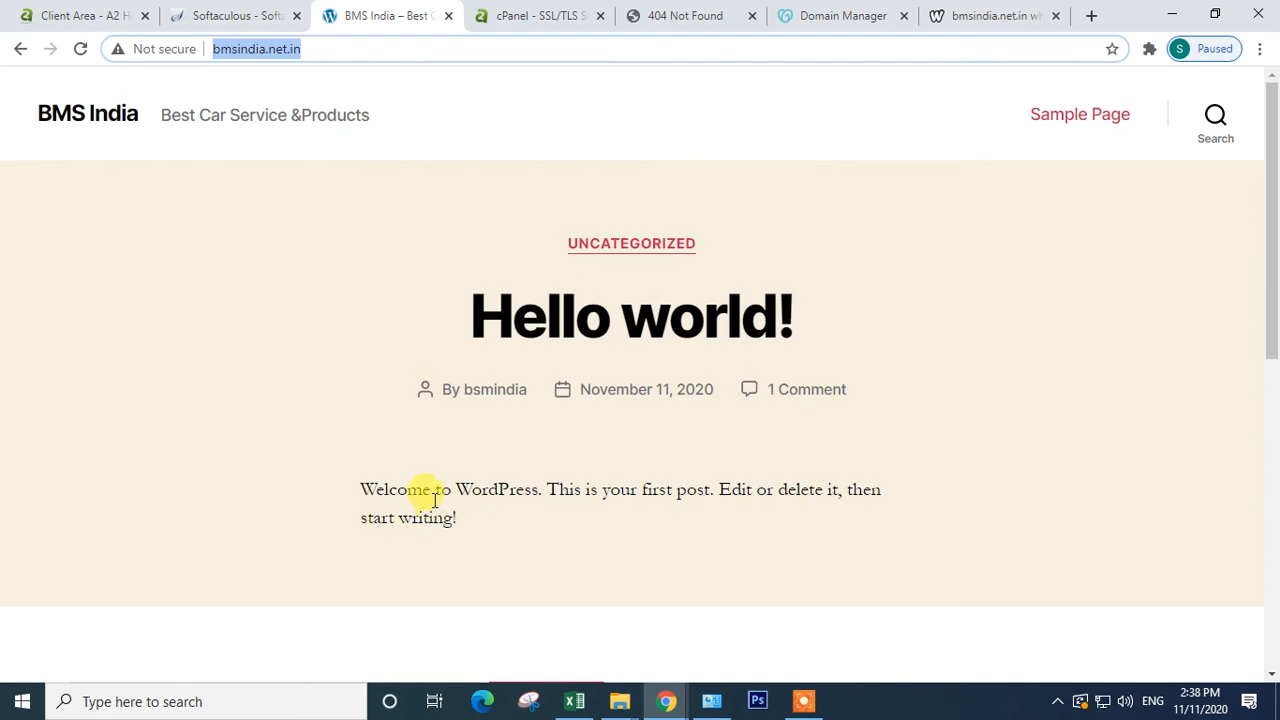 Client Area - A2 H
Softaculous - Soft
BMS India – Best C
cPanel - SSL/TLS S
404 Not Found
Domain Manager
bmsindia.net.in wh
Not secure
bmsindia.net.in
S
Paused
BMS India
Best Car Service &Products
Sample Page
Search
UNCATEGORIZED
Hello world!
By bsmindia
November 11, 2020
1 Comment
Welcome to WordPress. This is your first post. Edit or delete it, then
start writing!
Type here to search
Ps
ENG
2:38 PM
11/11/2020